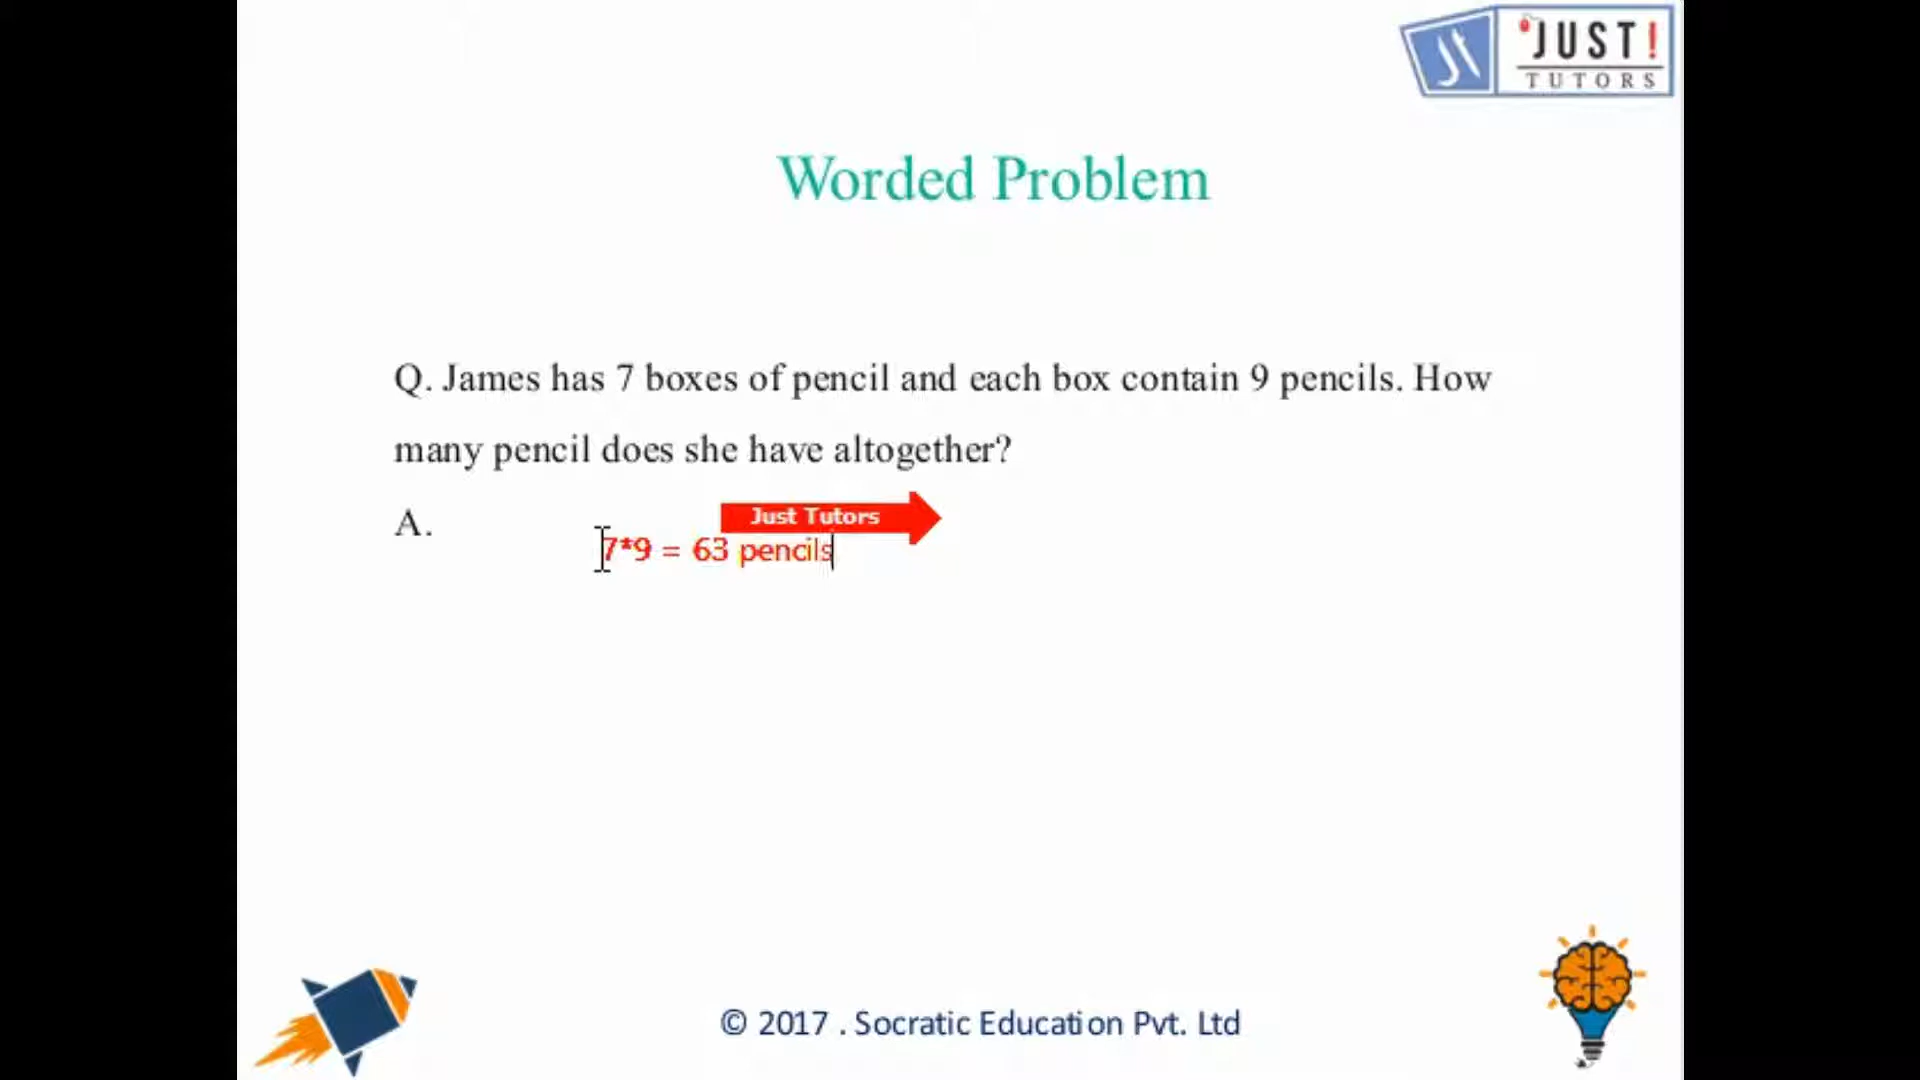 JUST!
TUTORS
Worded Problem
Q. James has 7 boxes of pencil and each box contain 9 pencils. How
many pencil does she have altogether?
A.
Just Tutors
7*9 = 63 pencils
© 2017 . Socratic Education Pvt. Ltd